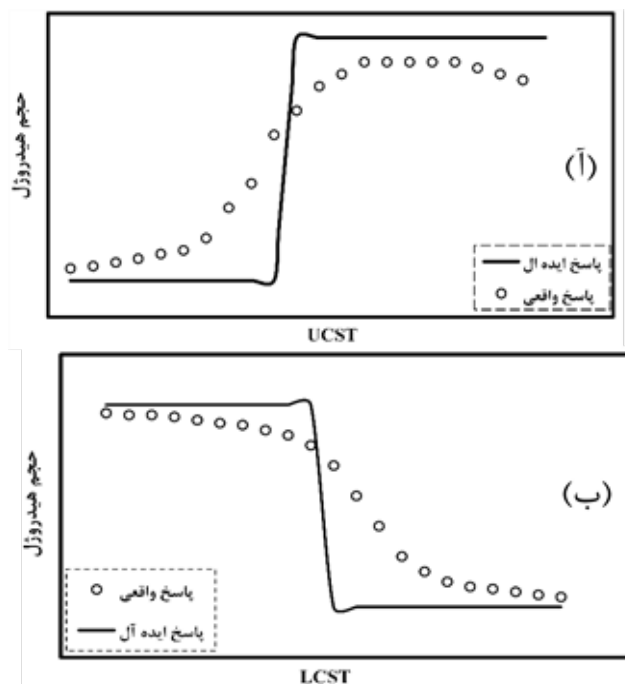 حجم هیدروژل
(آ)
پاسخ ایده ال
پاسخ واقعی
UCST
حجم هیدروژل
(ب)
پاسخ واقعی
پاسخ ایده آل
LCST